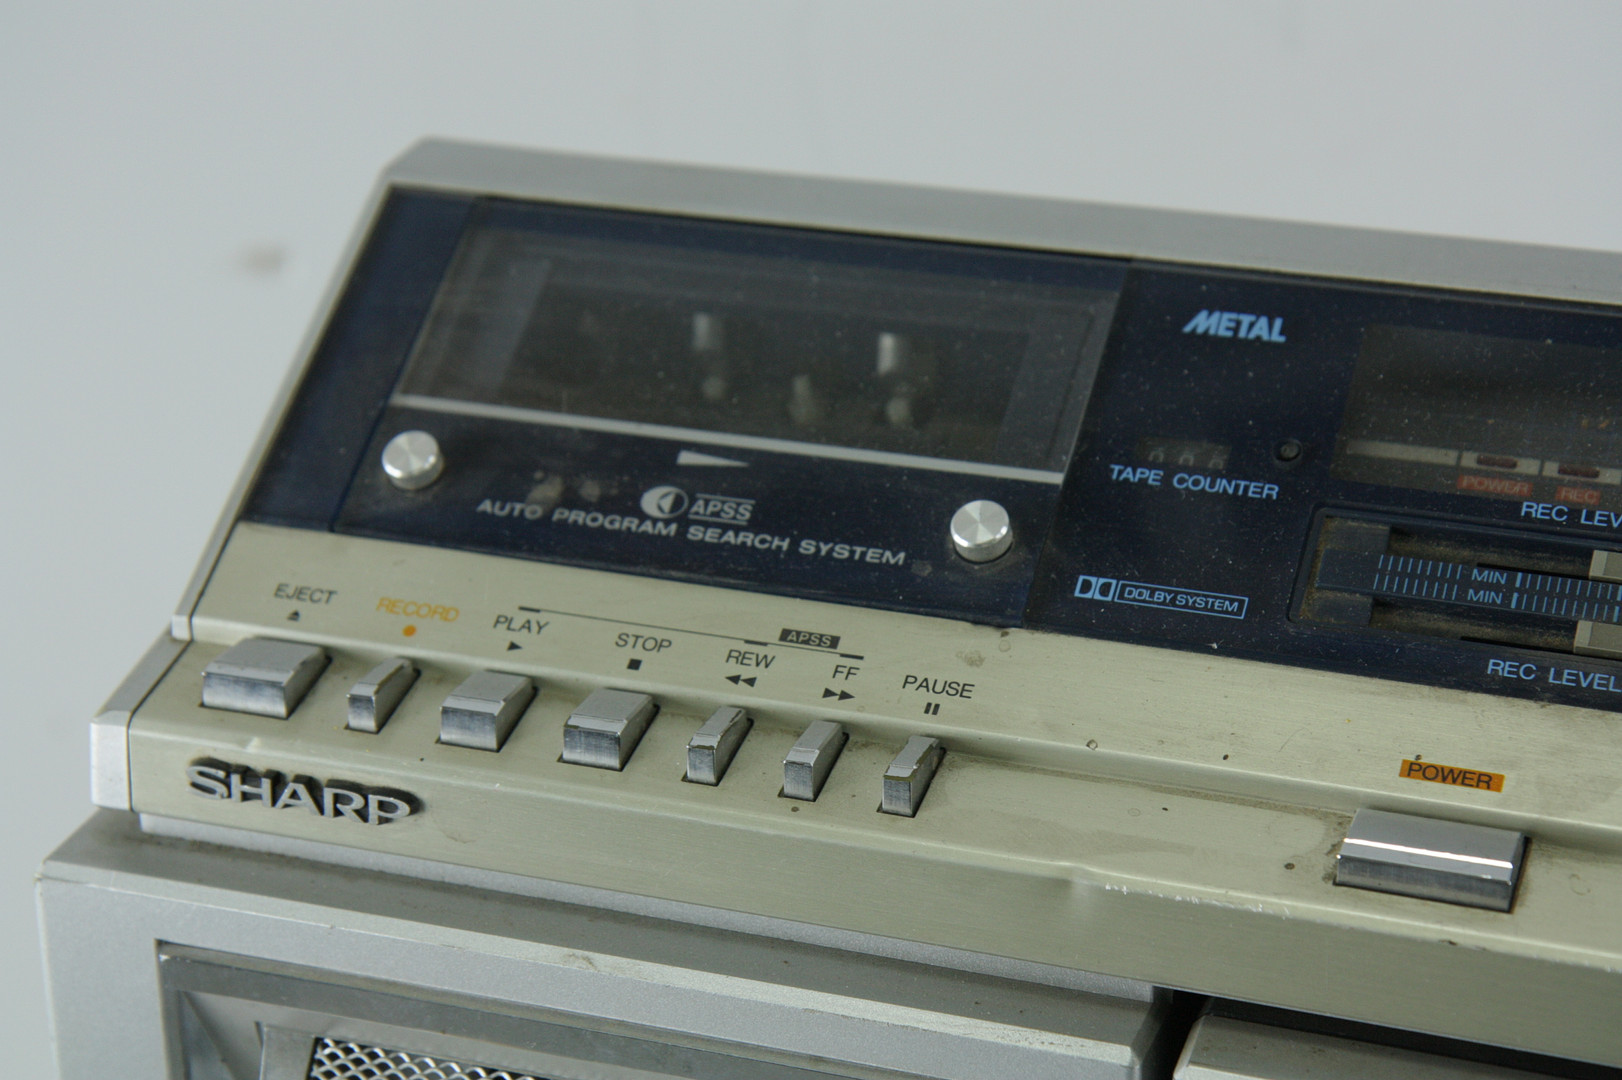 METAL
TAPE COUNTER
POWER
REC
REC LEV
APSS
AUTO PROGRAM SEARCH SYSTEM
MIN
MIN
DOLBY SYSTEM
REC LEVEL
EJECT
RECORD
PLAY
STOP
APSS
REW
FF
PAUSE
POWER
SHARP